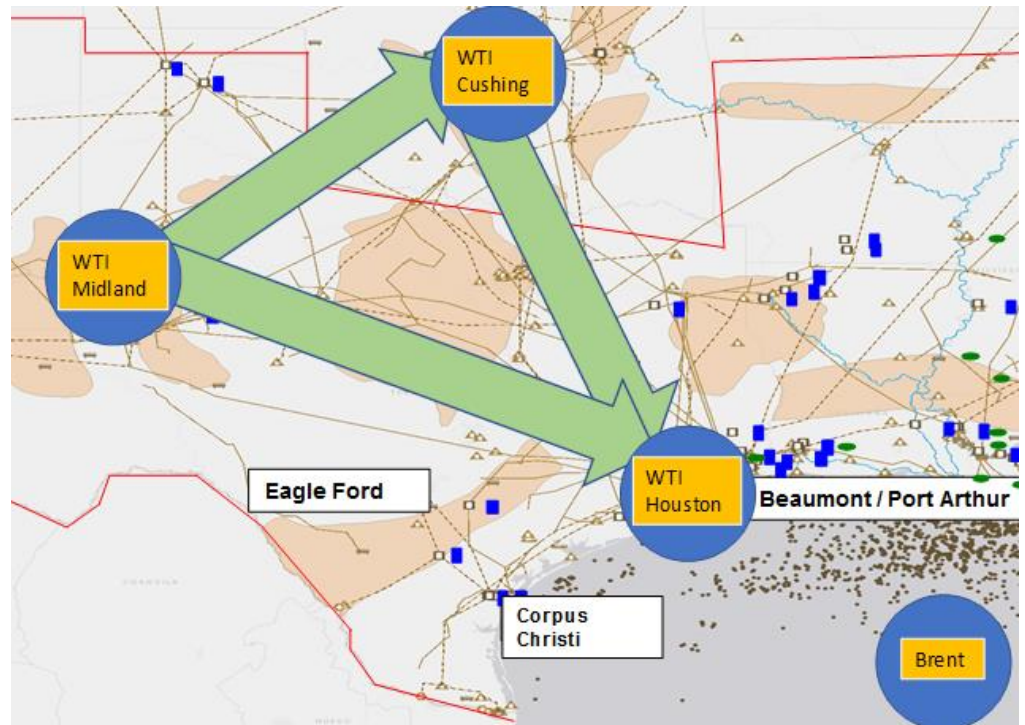 WTI
Cushing
WTI
Midland
Eagle Ford
WTI
Houston
Beaumont / Port Arthur
Corpus
Christi
Brent